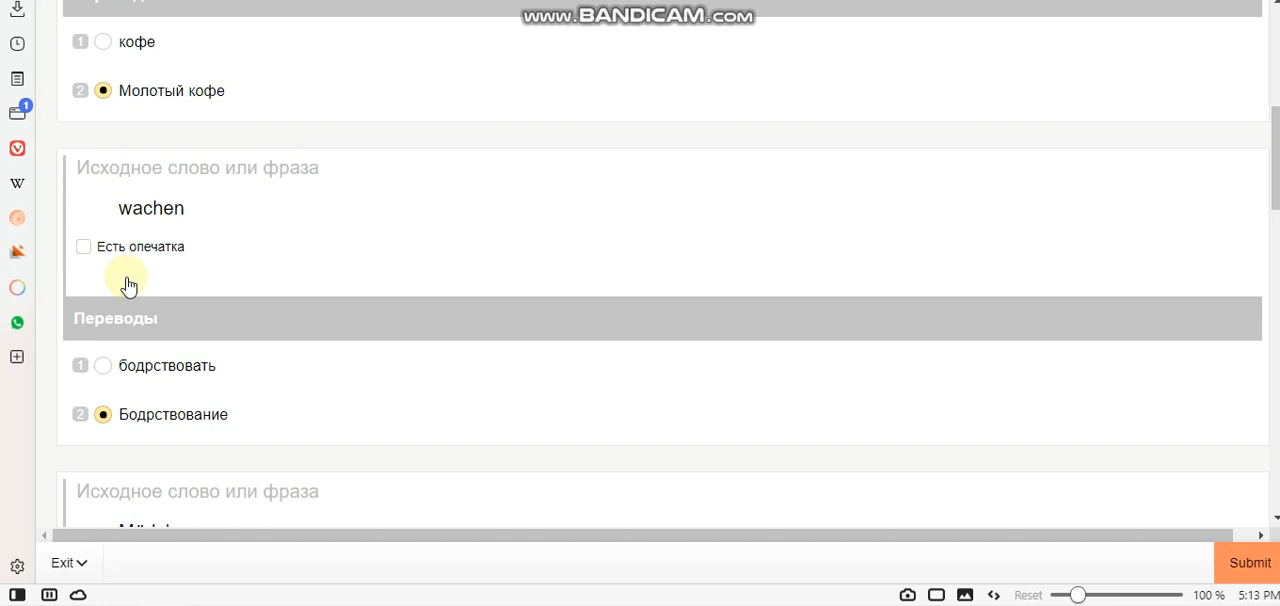 www.BANDICAM.com
1 кофе
2 Молотый кофе
1
Исходное слово или фраза
wachen
Есть опечатка
Переводы
1 бодрствовать
2 Бодрствование
Исходное слово или фраза
Exit
Submit
Reset 100 % 5:13 PM